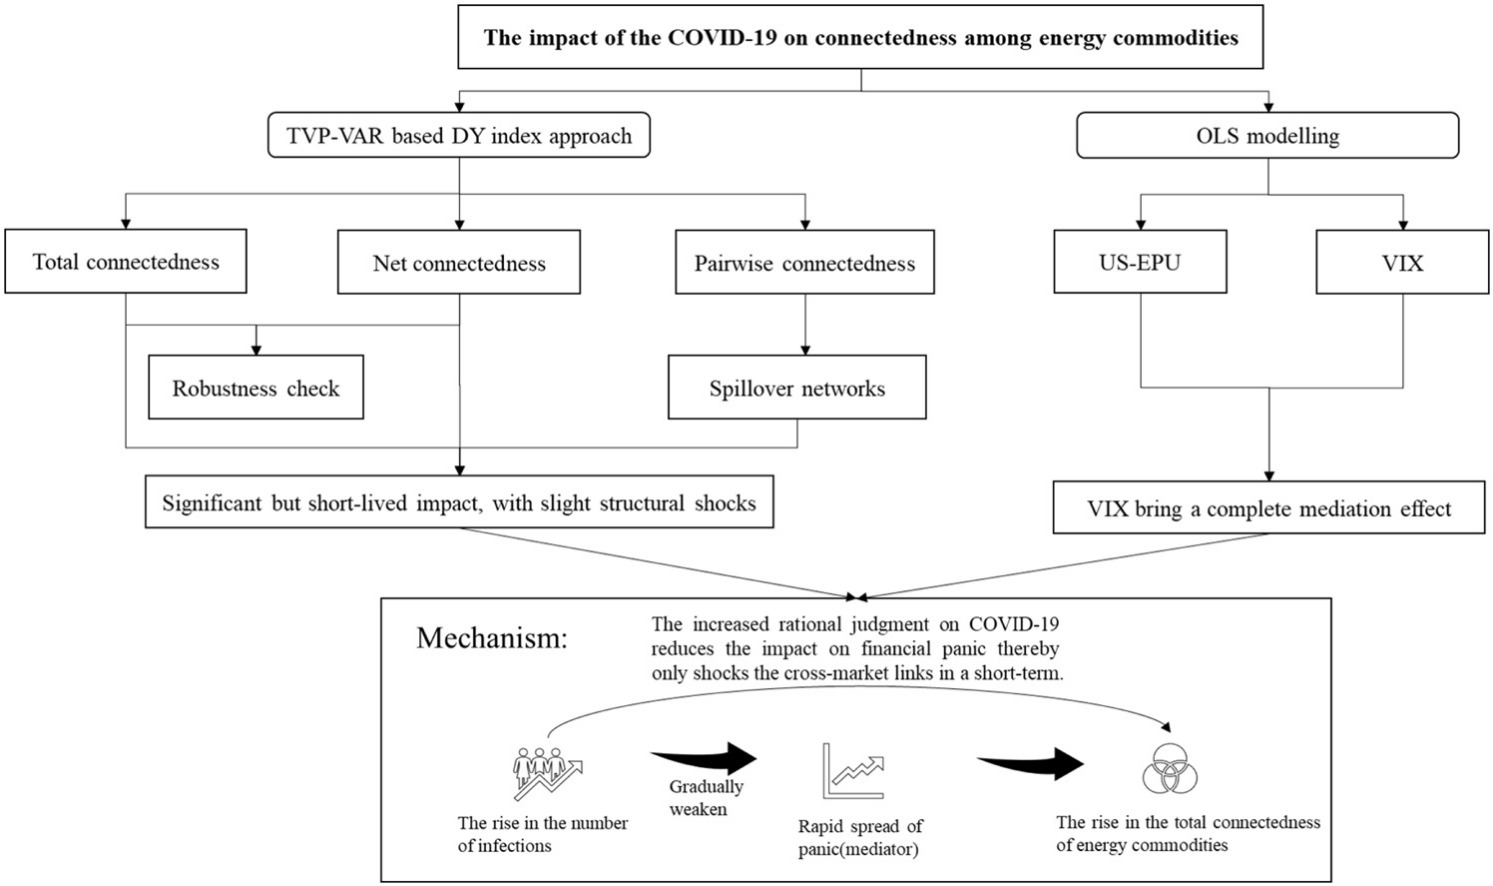 The impact of the COVID-19 on connectedness among energy commodities
TVP-VAR based DY index approach
OLS modelling
Total connectedness
Net connectedness
Pairwise connectedness
US-EPU
VIX
Robustness check
Spillover networks
Significant but short-lived impact, with slight structural shocks
VIX bring a complete mediation effect
Mechanism:
The increased rational judgment on COVID-19
reduces the impact on financial panic thereby
only shocks the cross-market links in a short-term.
Gradually
weaken
The rise in the number
of infections
Rapid spread of
panic(mediator)
The rise in the total connectedness
of energy commodities